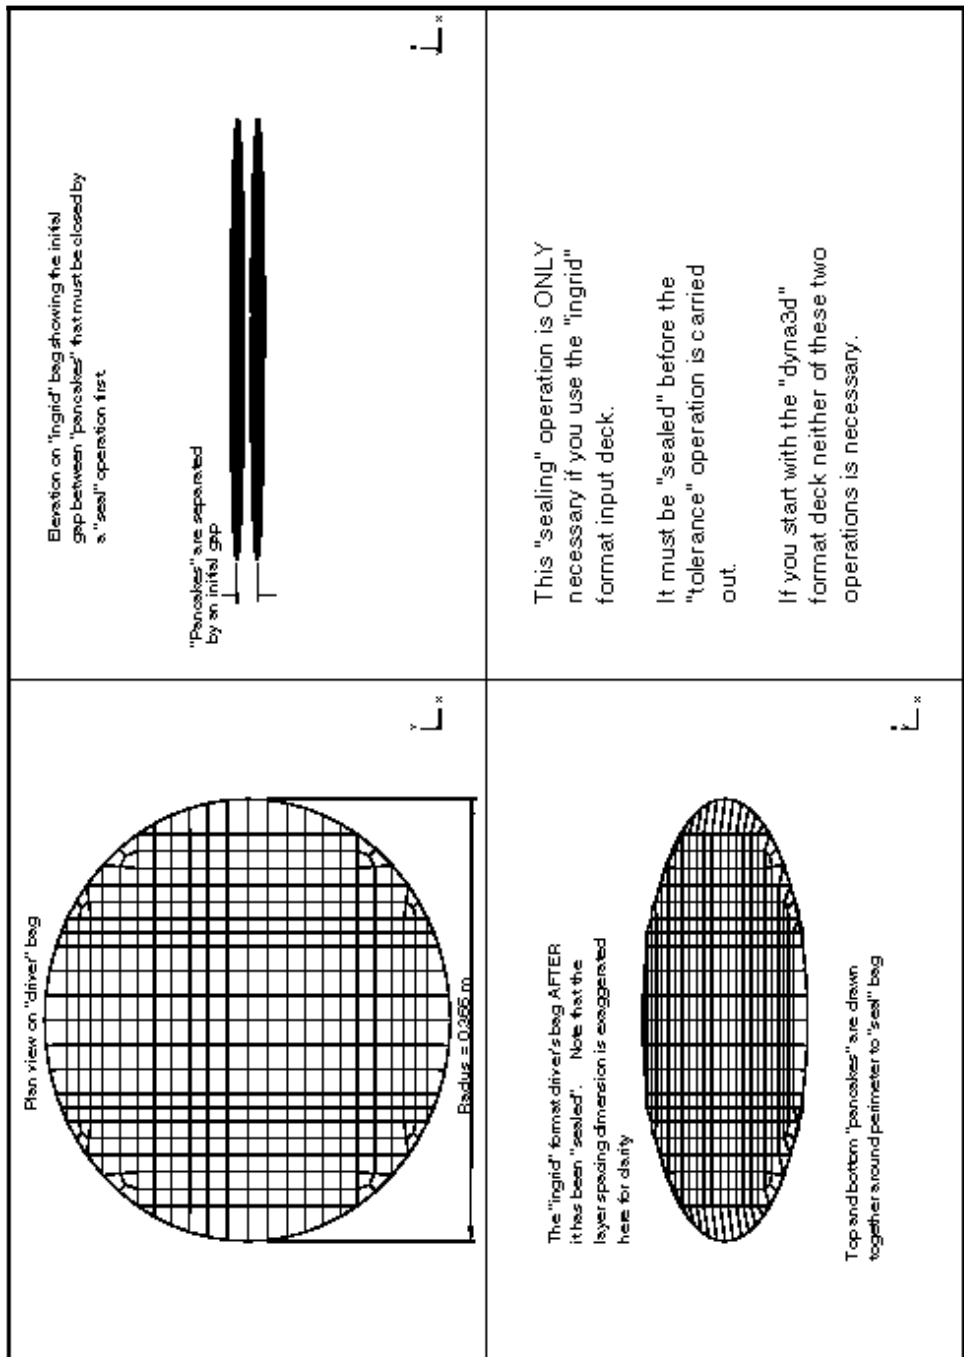 Plan view on "driver" bag
Radius = 0.366 m
Y
X
Elevation on "ingrid" bag showing the initial
gap between "pancakes" that must be closed by
a "seal" operation first.
"Pancakes" are separated
by an initial gap
X
The "ingrid" format driver's bag AFTER
it has been "sealed". Note that the
layer spacing dimension is exaggerated
here for clarity
Top and bottom "pancakes" are drawn
together around perimeter to "seal" bag
X
This "sealing" operation is ONLY
necessary if you use the "ingrid"
format input deck.
It must be "sealed" before the
"tolerance" operation is carried
out.
If you start with the "dyna3d"
format deck neither of these two
operations is necessary.